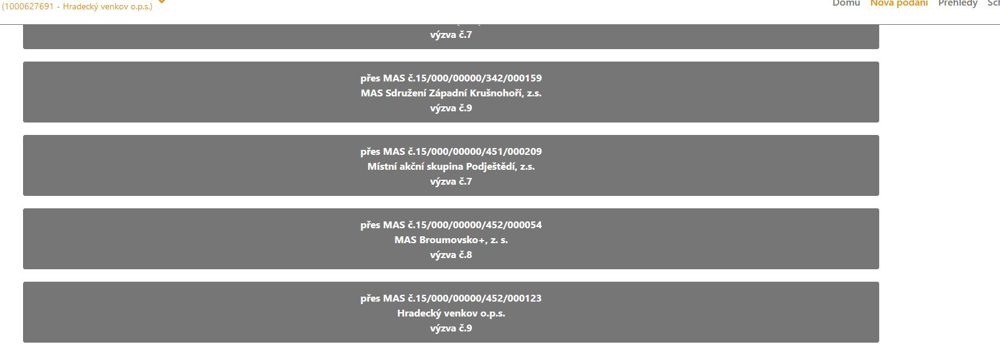 (1000627691 - Hradecký venkov o.p.s.)
Domů Nová podání Přehledy
výzva č.7
přes MAS č.15/000/00000/342/000159
MAS Sdružení Západní Krušnohoří, z.s.
výzva č.9
přes MAS č.15/000/00000/451/000209
Místní akční skupina Podještědí, z.s.
výzva č.7
přes MAS č.15/000/00000/452/000054
MAS Broumovsko+, z. s.
výzva č.8
přes MAS č.15/000/00000/452/000123
Hradecký venkov o.p.s.
výzva č.9